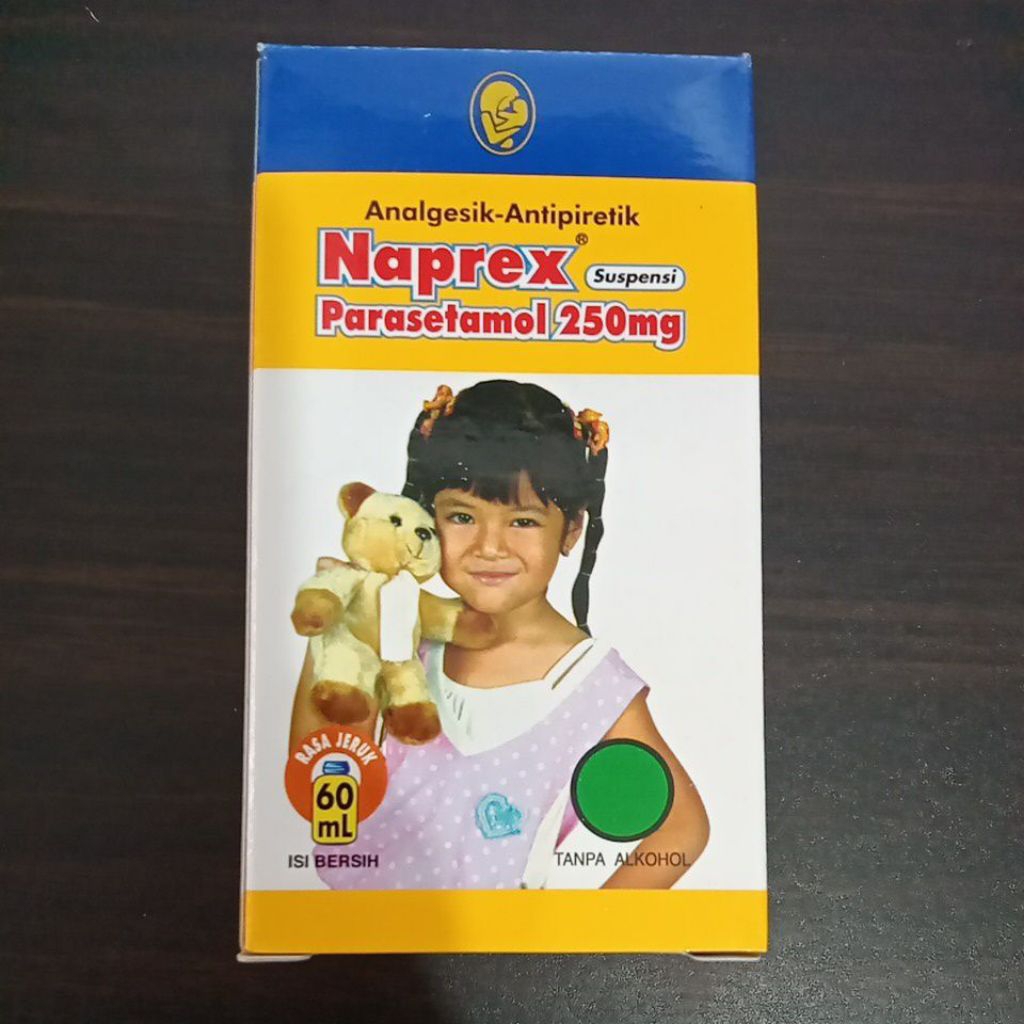 Analgesik-Antipiretik
Naprex® Suspensi
Parasetamol 250mg
RASA JERUK
60
mL
ISI BERSIH
TANPA ALKOHOL